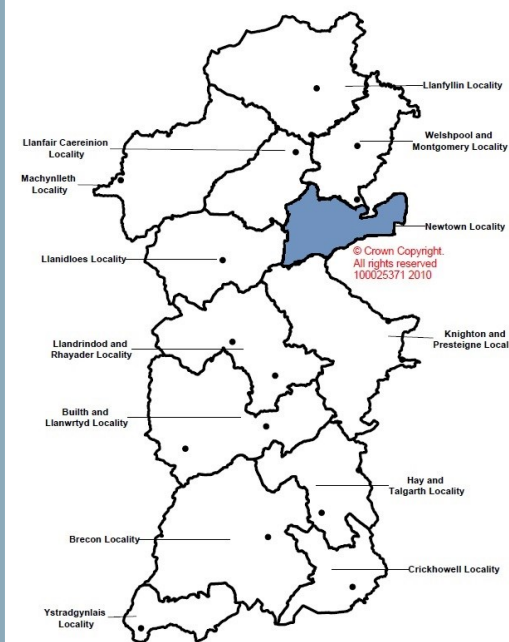 Llanfyllin Locality
Welshpool and
Montgomery Locality
Llanfair Caereinion
Locality
Machynlleth
Locality
Newtown Locality
© Crown Copyright.
All rights reserved
100025371 2010
Llanidloes Locality
Knighton and
Presteigne Local
Llandrindod and
Rhayader Locality
Builth and
Llanwrtyd Locality
Hay and
Talgarth Locality
Brecon Locality
Crickhowell Locality
Ystradgynlais
Locality